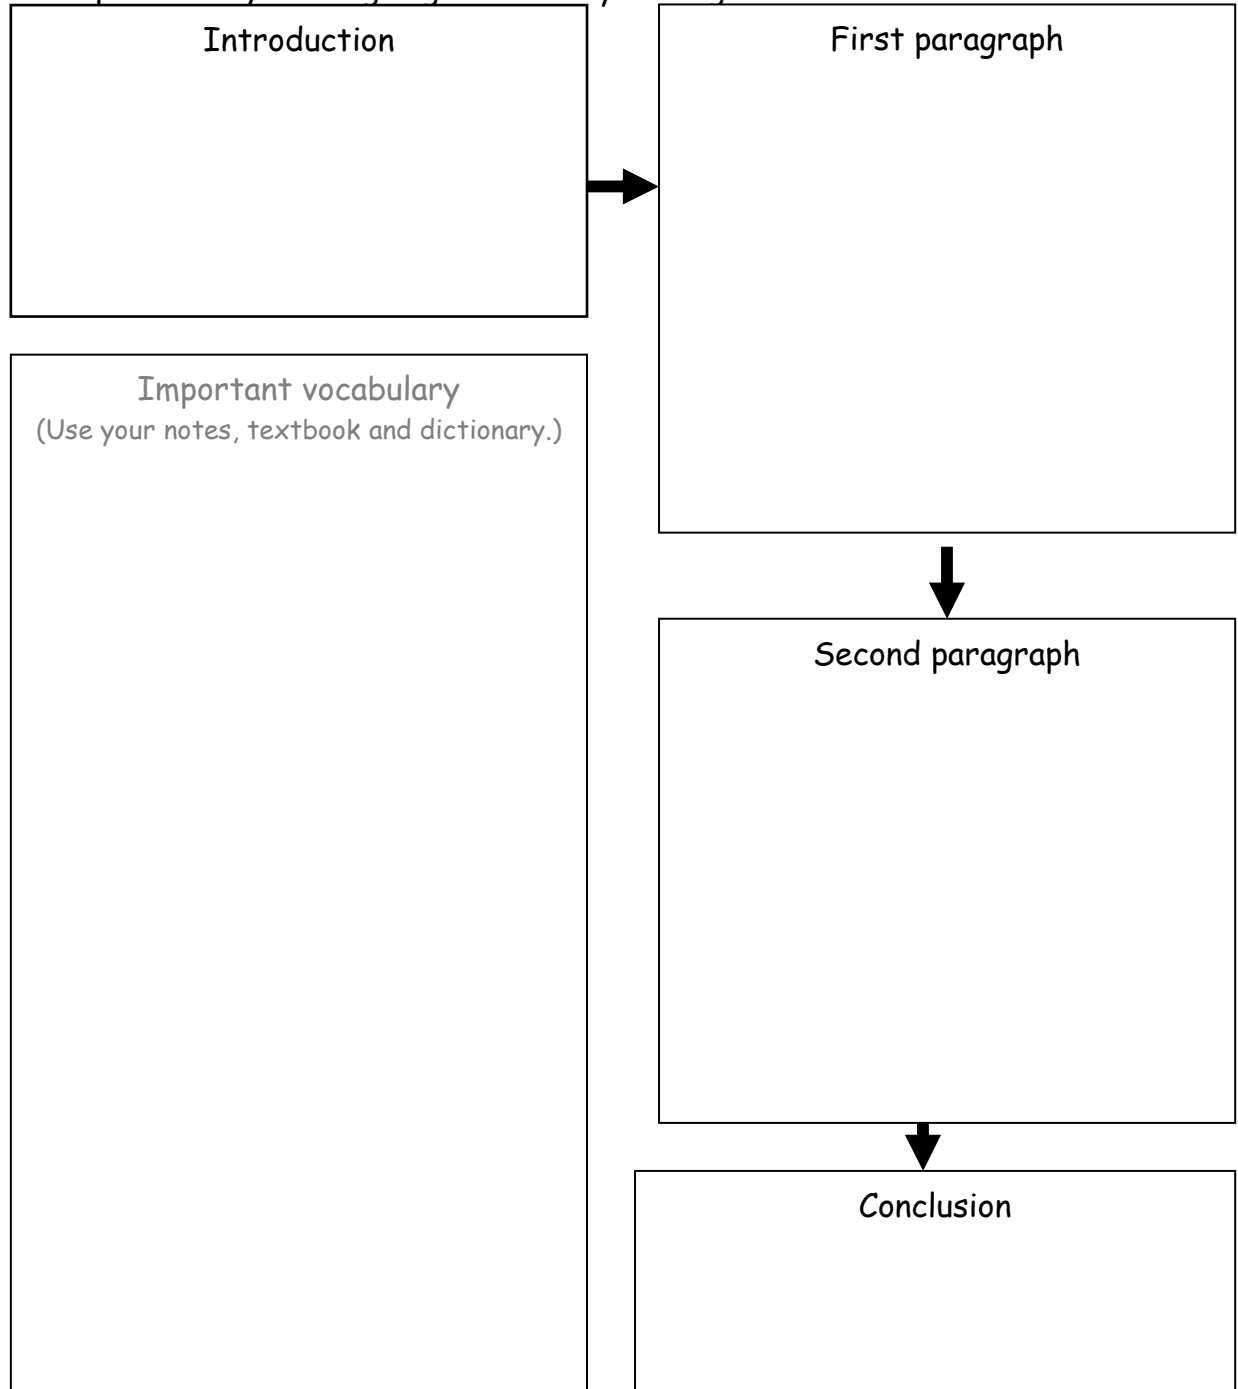 Introduction
First paragraph
Important vocabulary
(Use your notes, textbook and dictionary.)
Second paragraph
Conclusion